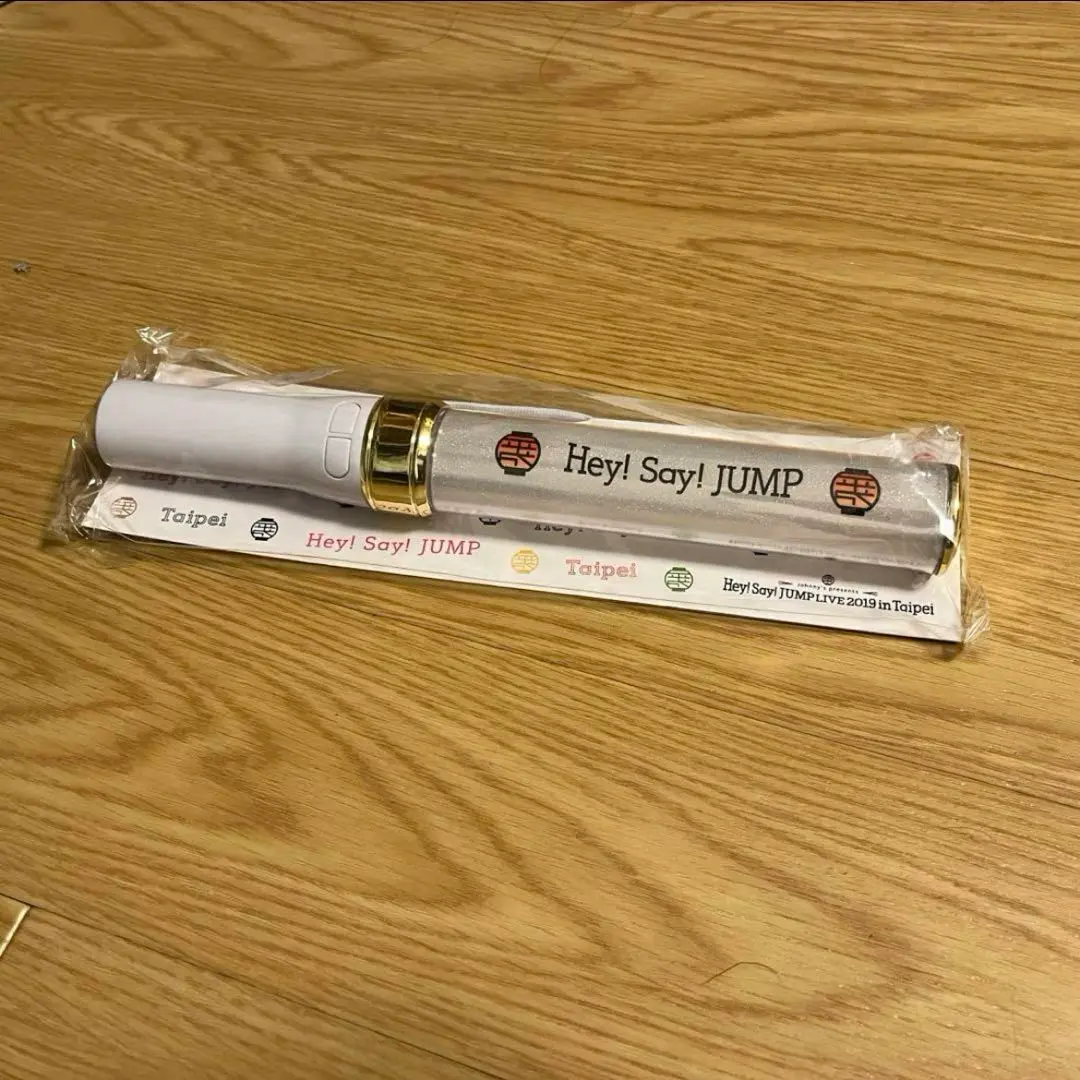 Hey! Say! JUMP
Taipei
Hey! Say! JUMP
Taipei
Johnny's presents
Hey! Say! JUMP LIVE 2019 in Taipei